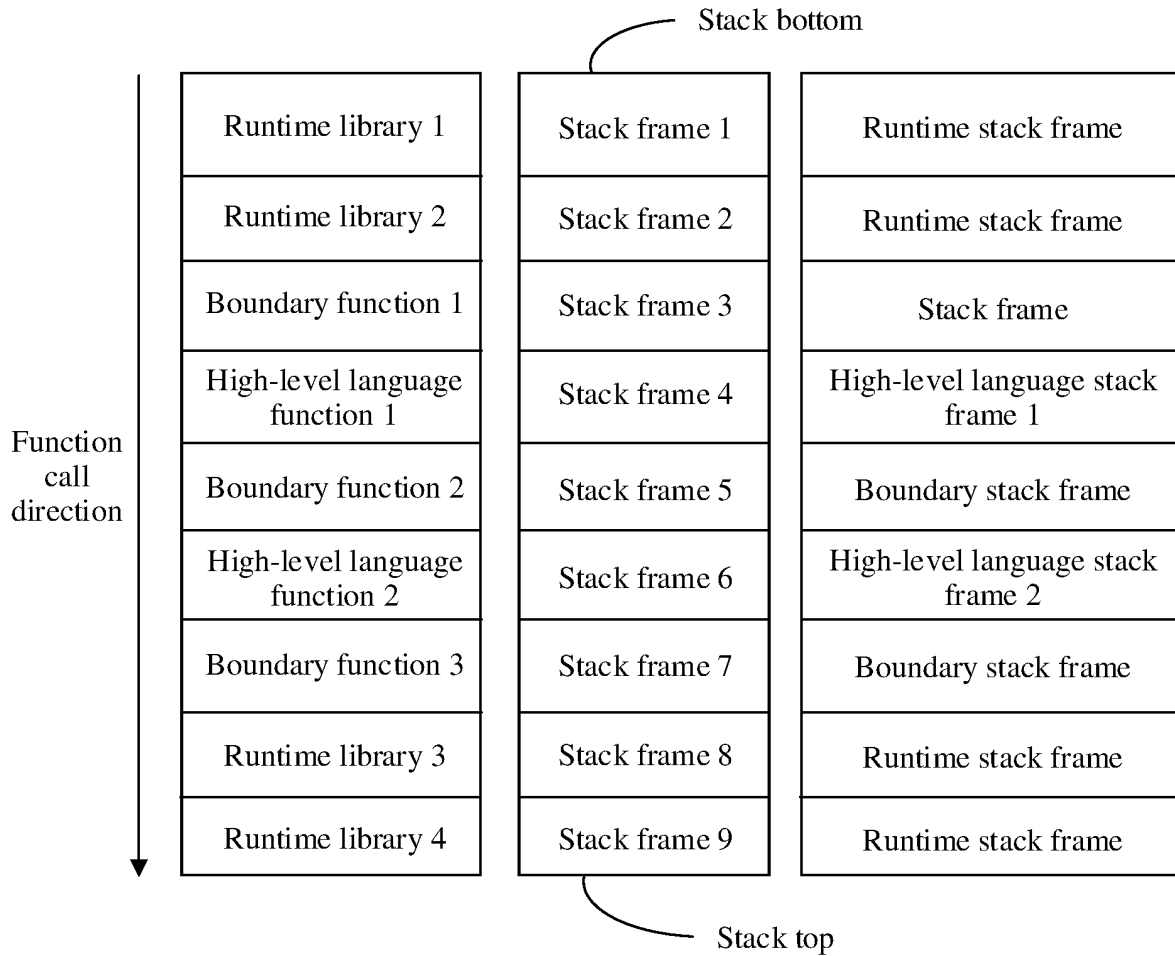 Stack bottom
Runtime library 1
Stack frame 1
Runtime stack frame
Runtime library 2
Stack frame 2
Runtime stack frame
Boundary function 1
Stack frame 3
Stack frame
High-level language
function 1
Stack frame 4
High-level language stack
frame 1
Function
call
direction
Boundary function 2
Stack frame 5
Boundary stack frame
High-level language
function 2
Stack frame 6
High-level language stack
frame 2
Boundary function 3
Stack frame 7
Boundary stack frame
Runtime library 3
Stack frame 8
Runtime stack frame
Runtime library 4
Stack frame 9
Runtime stack frame
Stack top